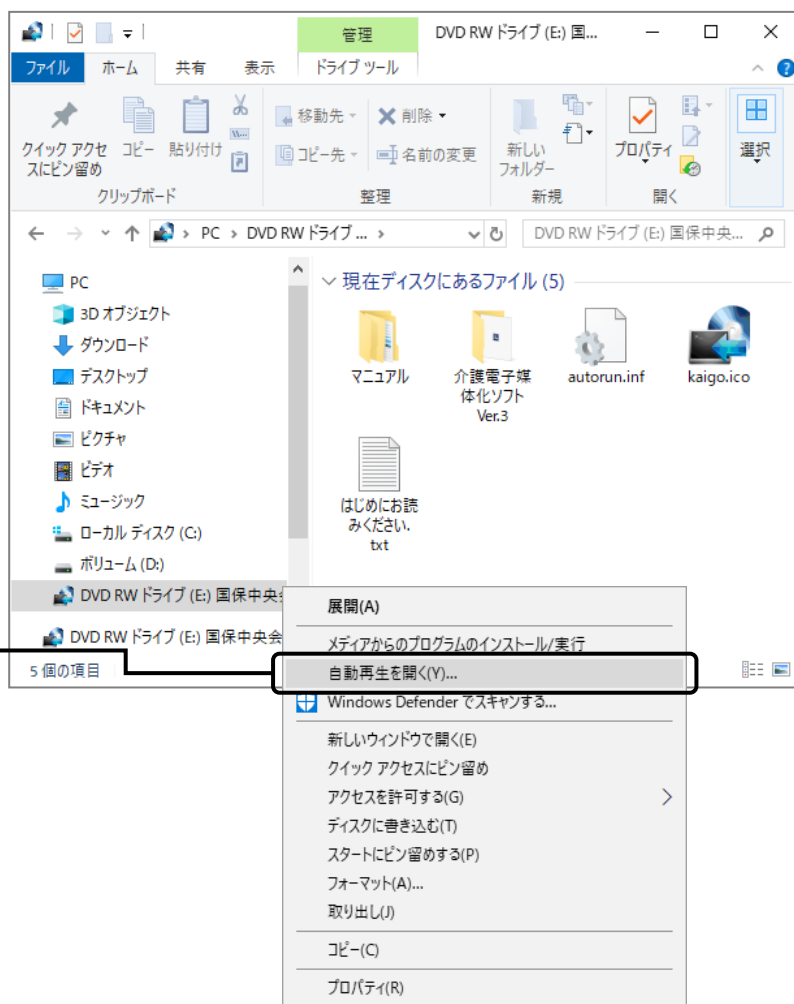 管理
DVD RW ドライブ (E:) 国...
ファイル
ホーム
共有
表示
ドライブ ツール
クイック アクセ
スにピン留め
コピー
貼り付け
移動先
コピー先
削除
名前の変更
新しい
フォルダー
プロパティ
選択
クリップボード
整理
新規
開く
PC › DVD RW ドライブ ... ›
DVD RW ドライブ (E:) 国保中央...
PC
3D オブジェクト
ダウンロード
デスクトップ
ドキュメント
ピクチャ
ビデオ
ミュージック
ローカル ディスク (C:)
ボリューム (D:)
DVD RW ドライブ (E:) 国保中央
DVD RW ドライブ (E:) 国保中央会
5 個の項目
現在ディスクにあるファイル (5)
マニュアル
介護電子媒
体化ソフト
Ver.3
autorun.inf
kaigo.ico
はじめにお読
みください.
txt
展開(A)
メディアからのプログラムのインストール/実行
自動再生を開く(Y)...
Windows Defender でスキャンする...
新しいウィンドウで開く(E)
クイック アクセスにピン留め
アクセスを許可する(G)
ディスクに書き込む(T)
スタートにピン留めする(P)
フォーマット(A)...
取り出し(J)
コピー(C)
プロパティ(R)